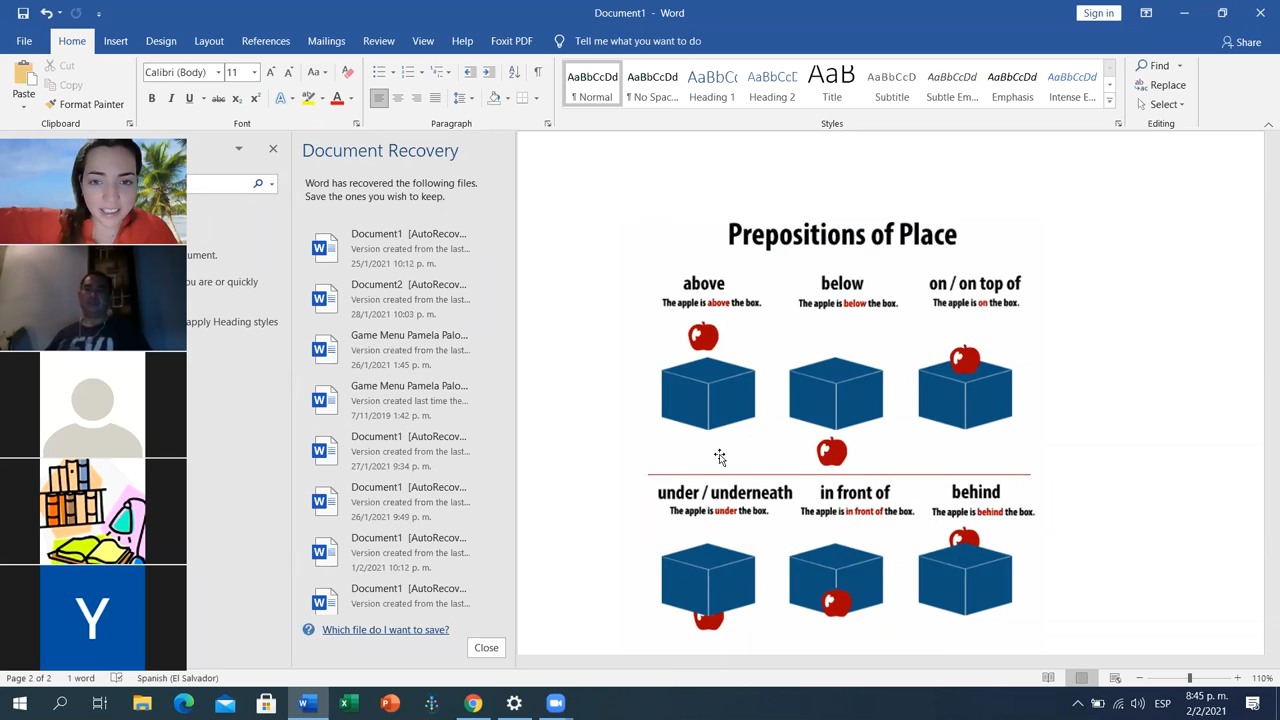 Document1 - Word
Sign in
File Home Insert Design Layout References Mailings Review View Help Foxit PDF Tell me what you want to do Share
Paste
Cut
Copy
Format Painter
Clipboard
Calibri (Body) 11
Font
Paragraph
AaBbCcDd
¶ Normal
AaBbCcDd
¶ No Spac...
AaBbCc
Heading 1
AaBbCcD
Heading 2
AaB
Title
AaBbCcDd
Subtitle
AaBbCcDd
Subtle Em...
AaBbCcDd
Emphasis
AaBbCcDd
Intense E...
Styles
Find
Replace
Select
Editing
cument.
ou are or quickly
apply Heading styles
Document Recovery
Word has recovered the following files.
Save the ones you wish to keep.
Document1 [AutoRecov...
Version created from the last...
25/1/2021 10:12 p. m.
Document2 [AutoRecov...
Version created from the last...
28/1/2021 10:03 p. m.
Game Menu Pamela Palo...
Version created from the last...
26/1/2021 1:45 p. m.
Game Menu Pamela Palo...
Version created last time the...
7/11/2019 1:42 p. m.
Document1 [AutoRecov...
Version created from the last...
27/1/2021 9:34 p. m.
Document1 [AutoRecov...
Version created from the last...
26/1/2021 9:49 p. m.
Document1 [AutoRecov...
Version created from the last...
1/2/2021 10:12 p. m.
Document1 [AutoRecov...
Version created from the last...
Which file do I want to save?
Close
Prepositions of Place
above
The apple is above the box.
below
The apple is below the box.
on / on top of
The apple is on the box.
under / underneath
The apple is under the box.
in front of
The apple is in front of the box.
behind
The apple is behind the box.
Y
Page 2 of 2 1 word Spanish (El Salvador) 110%
ESP
8:45 p. m.
2/2/2021